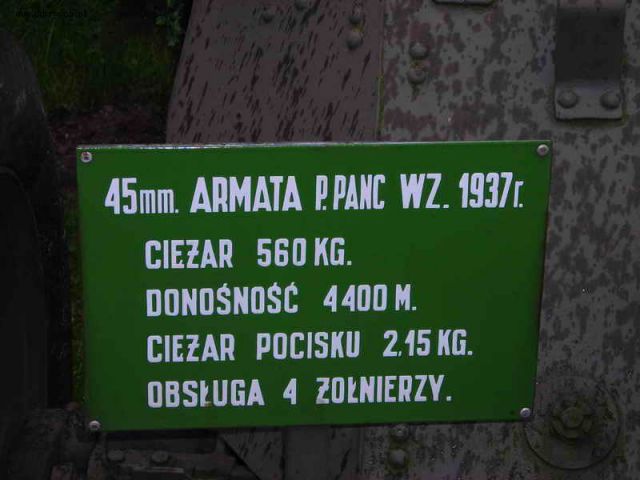 45mm. ARMATA P.PANC WZ. 1937r.
CIEŻAR 560 KG.
DONOŚNOŚĆ 4400 M.
CIEŻAR POCISKU 2,15 KG.
OBSŁUGA 4 ŻOŁNIERZY.